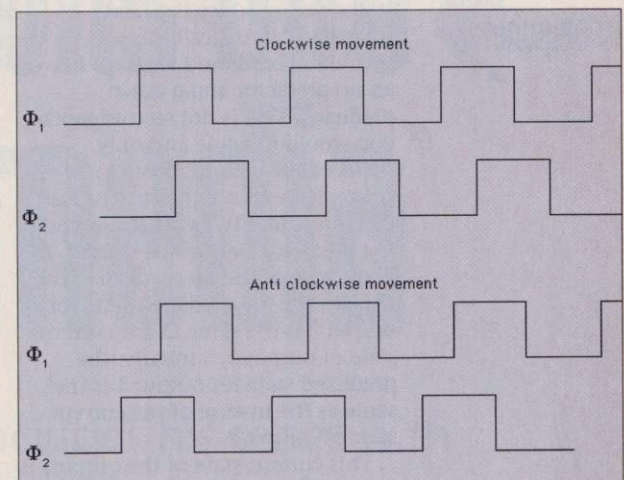 Clockwise movement
Φ1
Φ2
Anti clockwise movement
Φ1
Φ2